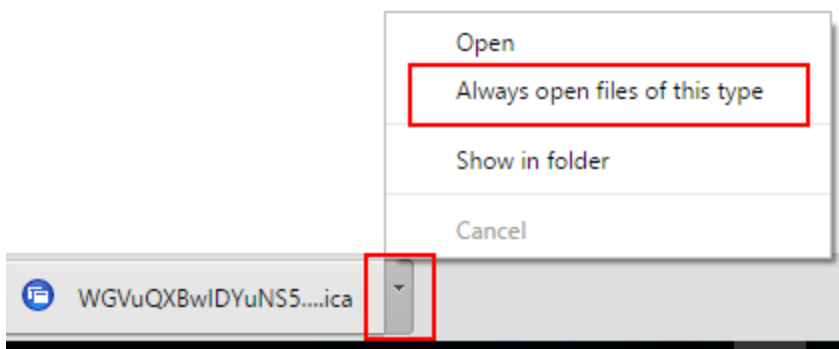 Open
Always open files of this type
Show in folder
Cancel
WGVuQXBwIDYuNS5....ica